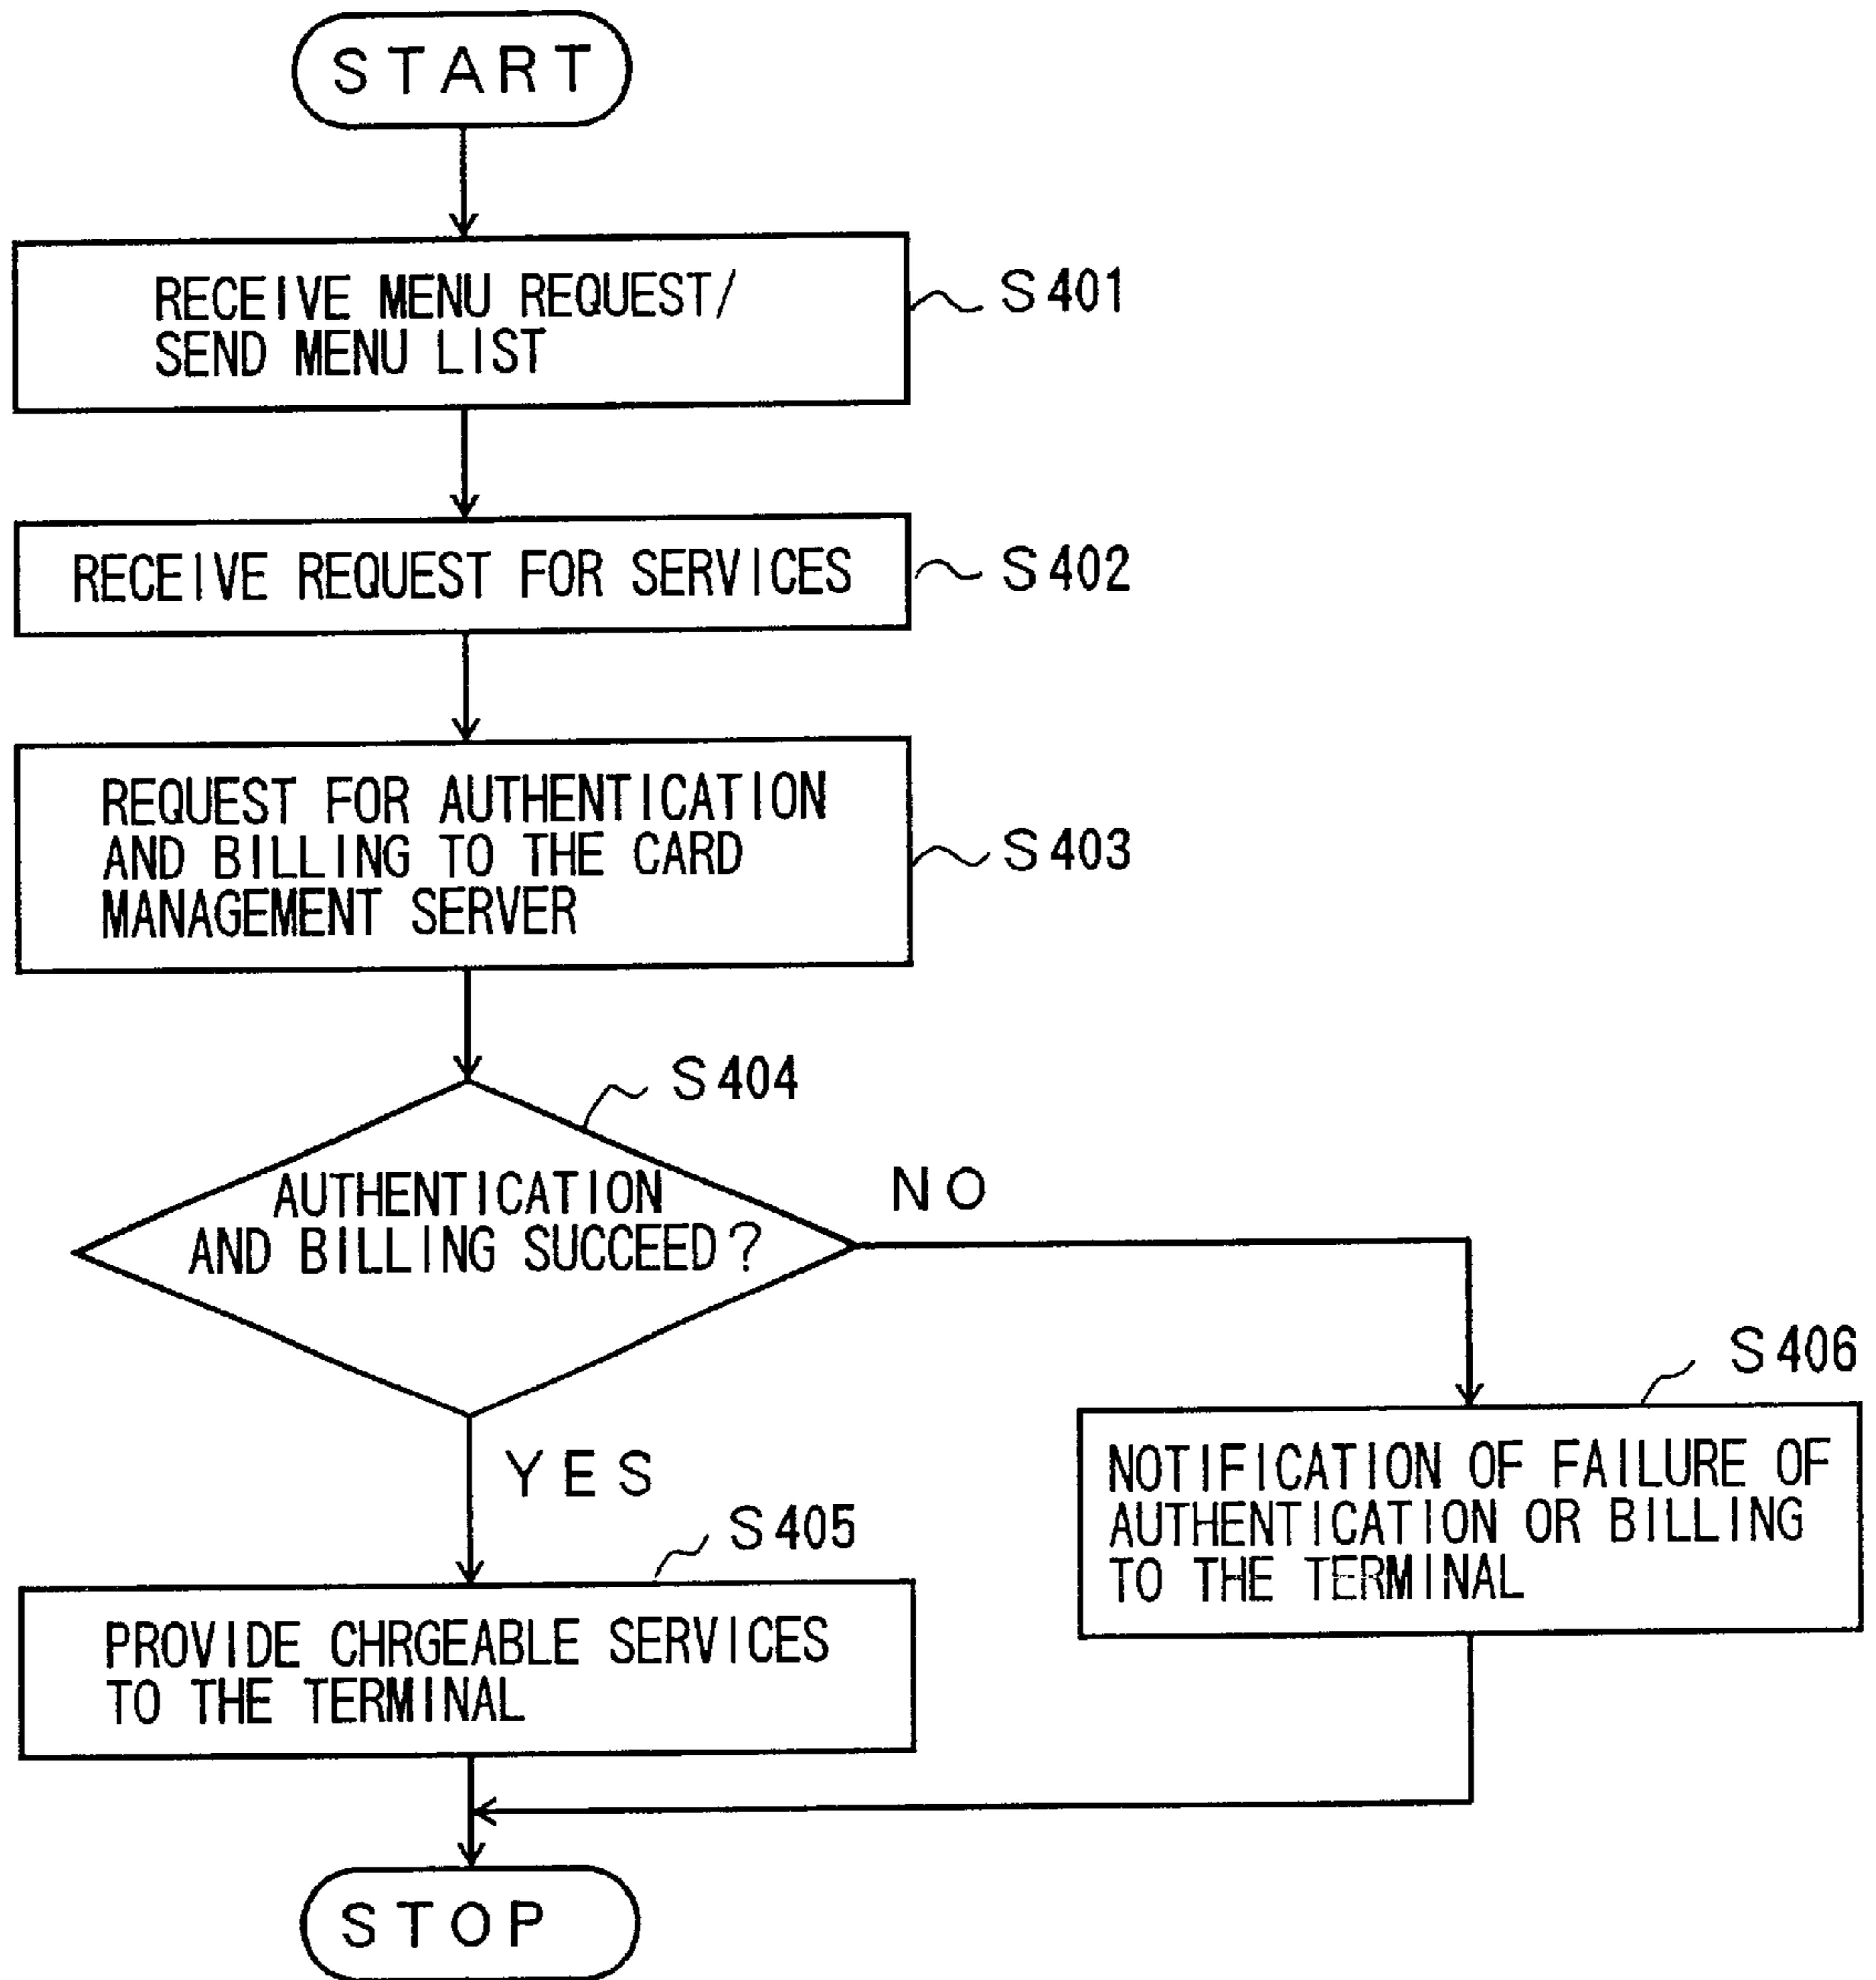 START
RECEIVE MENU REQUEST/
SEND MENU LIST
S401
RECEIVE REQUEST FOR SERVICES
S402
REQUEST FOR AUTHENTICATION
AND BILLING TO THE CARD
MANAGEMENT SERVER
S403
S404
AUTHENTICATION
AND BILLING SUCCEED?
NO
YES
S406
NOTIFICATION OF FAILURE OF
AUTHENTICATION OR BILLING
TO THE TERMINAL
S405
PROVIDE CHRGEABLE SERVICES
TO THE TERMINAL
STOP